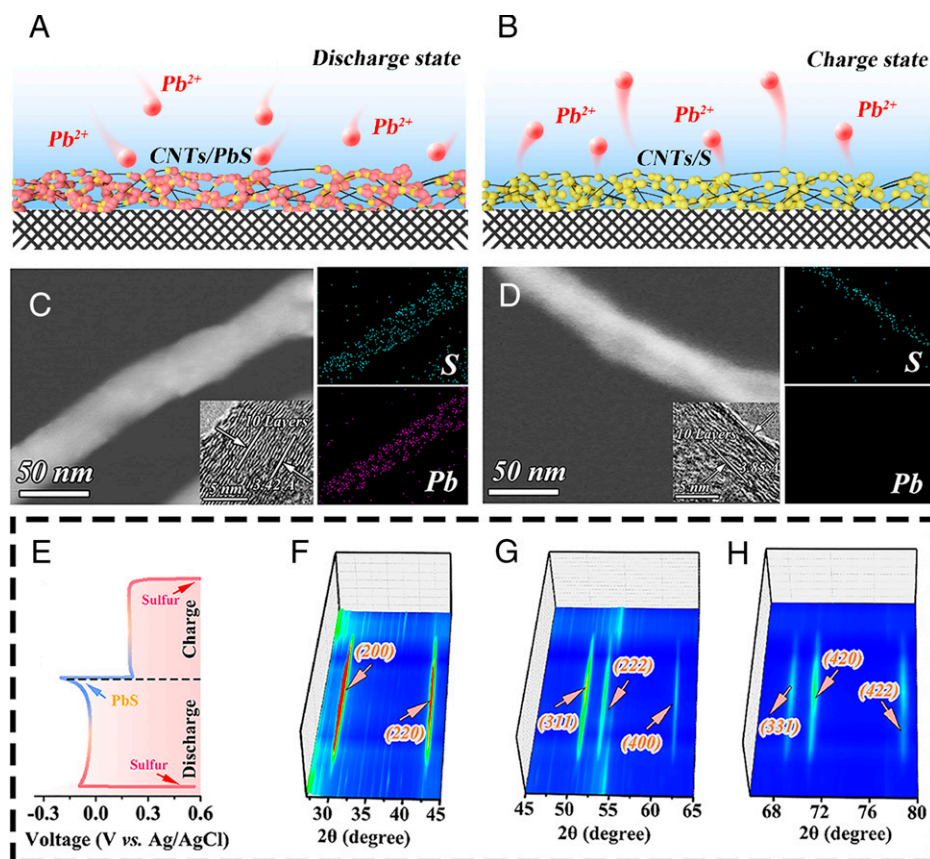 A
Discharge state
Pb²⁺
Pb²⁺
Pb²⁺
CNTs/PbS
B
Charge state
Pb²⁺
Pb²⁺
Pb²⁺
CNTs/S
C
50 nm
10 Layers
3.42 Å
5 nm
S
Pb
D
50 nm
10 Layers
5 nm
S
Pb
E
Sulfur
Charge
PbS
Discharge
Sulfur
-0.3 0.0 0.3 0.6
Voltage (V vs. Ag/AgCl)
F
(200)
(220)
30 35 40 45
2θ (degree)
G
(222)
(311)
(400)
45 50 55 60 65
2θ (degree)
H
(420)
(422)
(331)
68 72 76 80
2θ (degree)